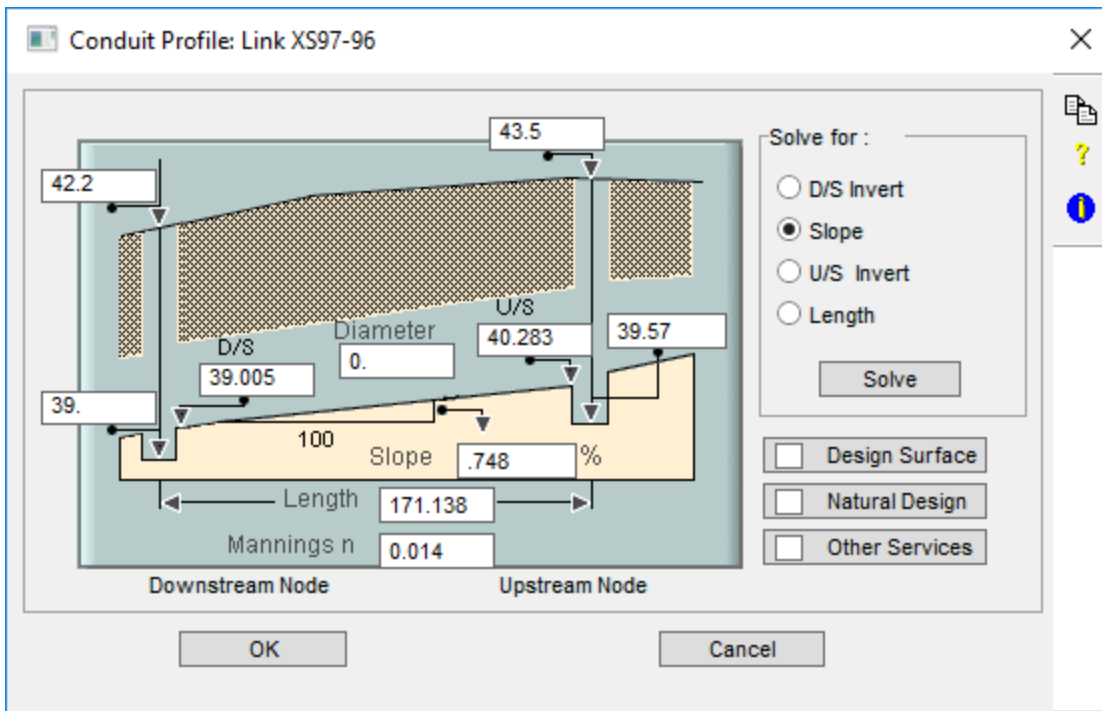 Conduit Profile: Link XS97-96
43.5
Solve for :
42.2
D/S Invert
?
i
Slope
U/S Invert
U/S
Length
Diameter
40.283
39.57
D/S
0.
39.005
Solve
39.
100
Slope .748 %
Design Surface
Length 171.138
Natural Design
Mannings n 0.014
Other Services
Downstream Node Upstream Node
OK Cancel